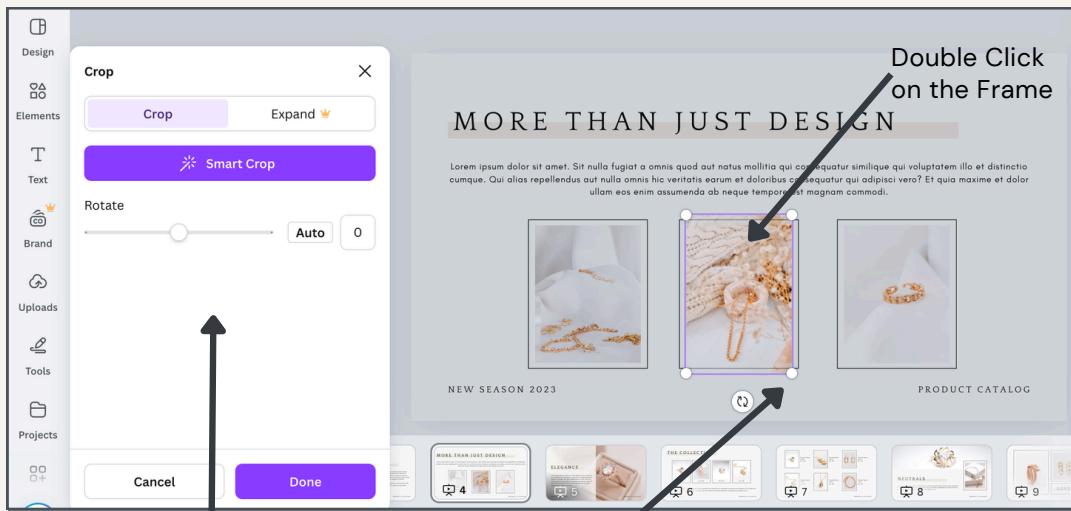 Design
Elements
Text
Brand
Uploads
Tools
Projects
Crop
Crop
Expand
Smart Crop
Rotate
Auto
0
Cancel
Done
Double Click
on the Frame
MORE THAN JUST DESIGN
Lorem ipsum dolor sit amet. Sit nulla fugiat a omnis quod aut natus mollitia qui consequatur similique qui voluptatem illo et distinctio
cumque. Qui alias repellendus aut nulla omnis hic veritatis earum et doloribus consequatur qui adipisci vero? Et quia maxime et dolor
ullam eos enim assumenda ab neque tempore est magnam commodi.
NEW SEASON 2023
PRODUCT CATALOG
MORE THAN JUST DESIGN
4
ELEGANCE
5
6
7
NEUTRALS
8
9